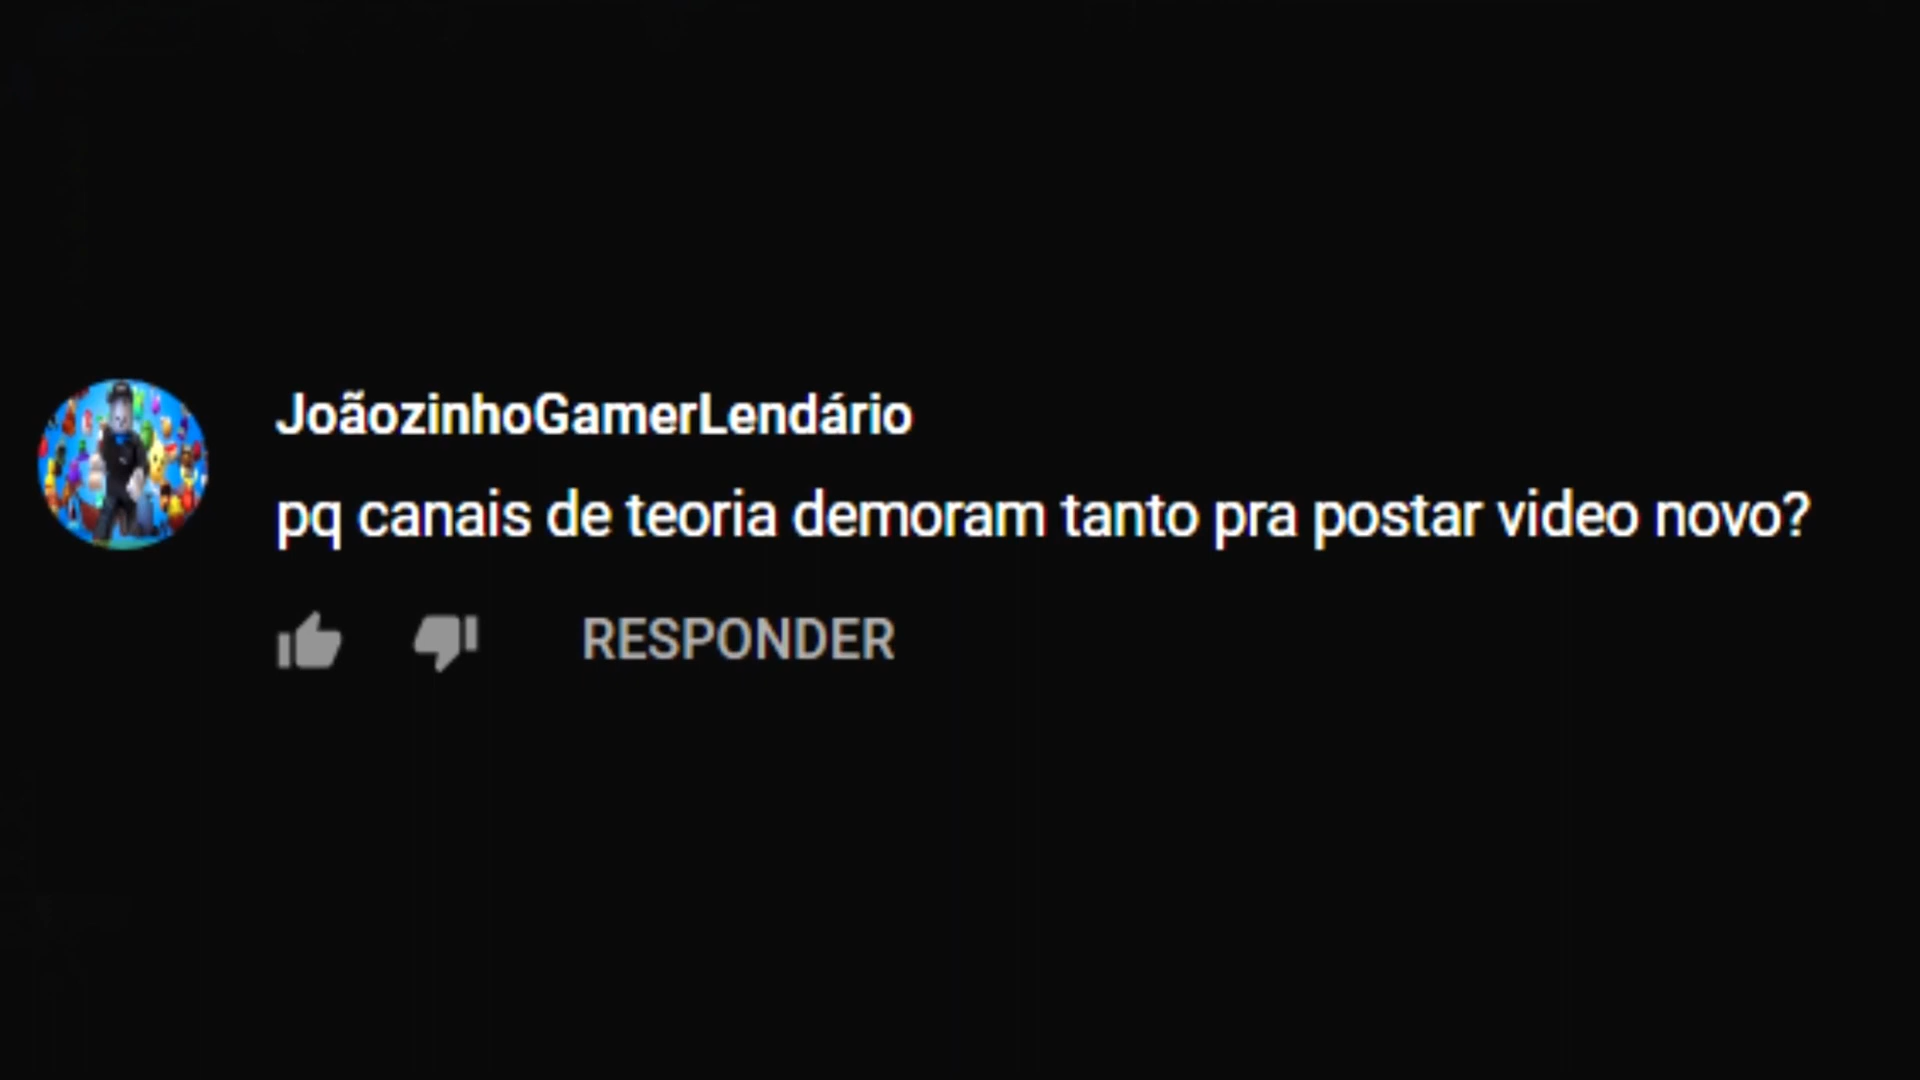 JoãozinhoGamerLendário
pq canais de teoria demoram tanto pra postar video novo?
RESPONDER